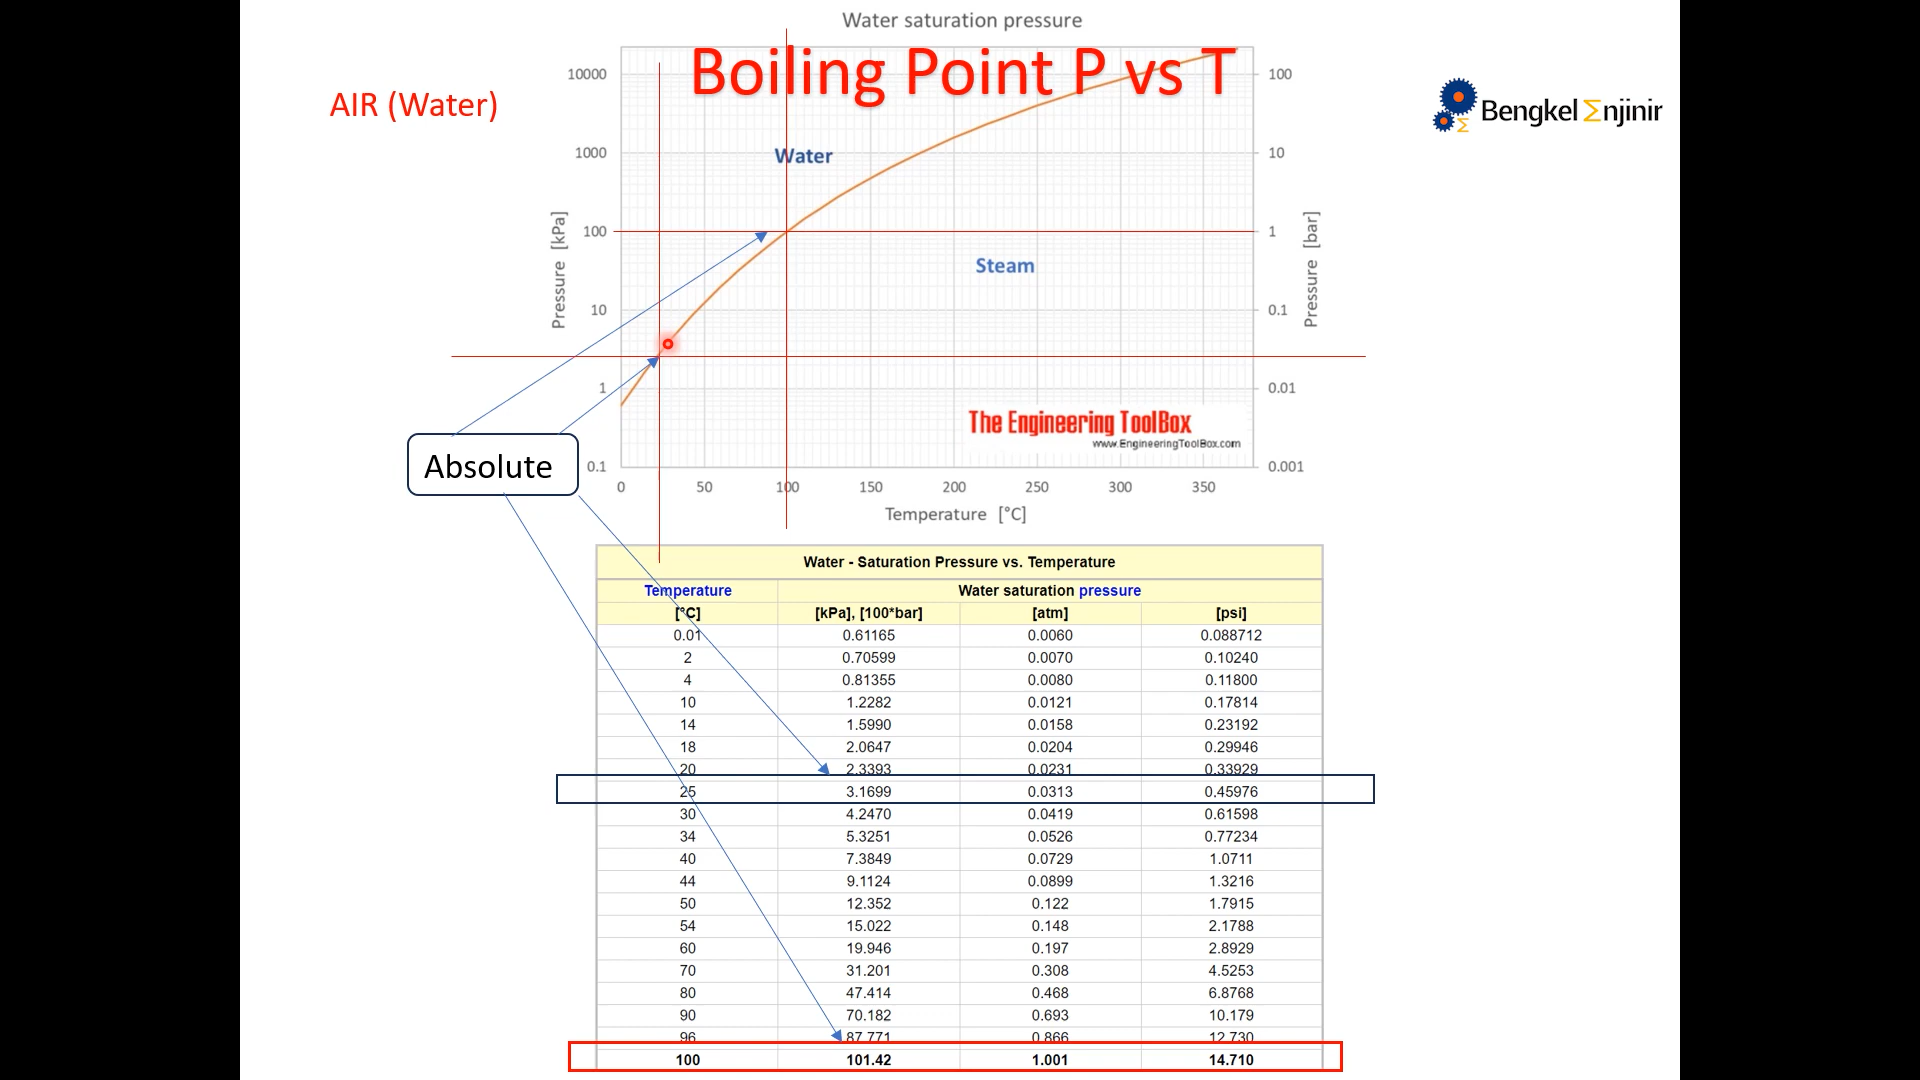 Water saturation pressure
Boiling Point P vs T
AIR (Water)
Bengkel Σnjinir
10000
1000
100
10
1
0.1
Pressure [kPa]
100
10
1
0.1
0.01
0.001
Pressure [bar]
Water
Steam
The Engineering ToolBox
www.EngineeringToolBox.com
0 50 100 150 200 250 300 350
Temperature [°C]
Absolute
Water - Saturation Pressure vs. Temperature
Temperature Water saturation pressure
[°C] [kPa], [100*bar] [atm] [psi]
0.01 0.61165 0.0060 0.088712
2 0.70599 0.0070 0.10240
4 0.81355 0.0080 0.11800
10 1.2282 0.0121 0.17814
14 1.5990 0.0158 0.23192
18 2.0647 0.0204 0.29946
20 2.3393 0.0231 0.33929
25 3.1699 0.0313 0.45976
30 4.2470 0.0419 0.61598
34 5.3251 0.0526 0.77234
40 7.3849 0.0729 1.0711
44 9.1124 0.0899 1.3216
50 12.352 0.122 1.7915
54 15.022 0.148 2.1788
60 19.946 0.197 2.8929
70 31.201 0.308 4.5253
80 47.414 0.468 6.8768
90 70.182 0.693 10.179
96 87.771 0.866 12.730
100 101.42 1.001 14.710